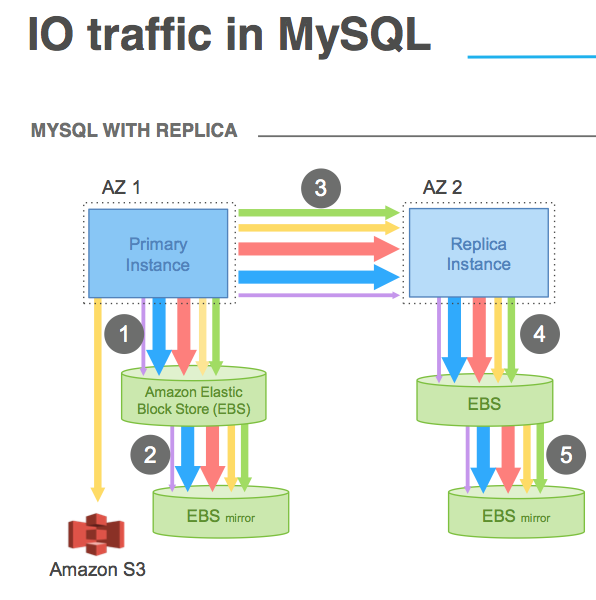 IO traffic in MySQL
MYSQL WITH REPLICA
AZ 1
3
AZ 2
Primary
Instance
Replica
Instance
1
4
Amazon Elastic
Block Store (EBS)
EBS
2
5
EBS mirror
EBS mirror
Amazon S3